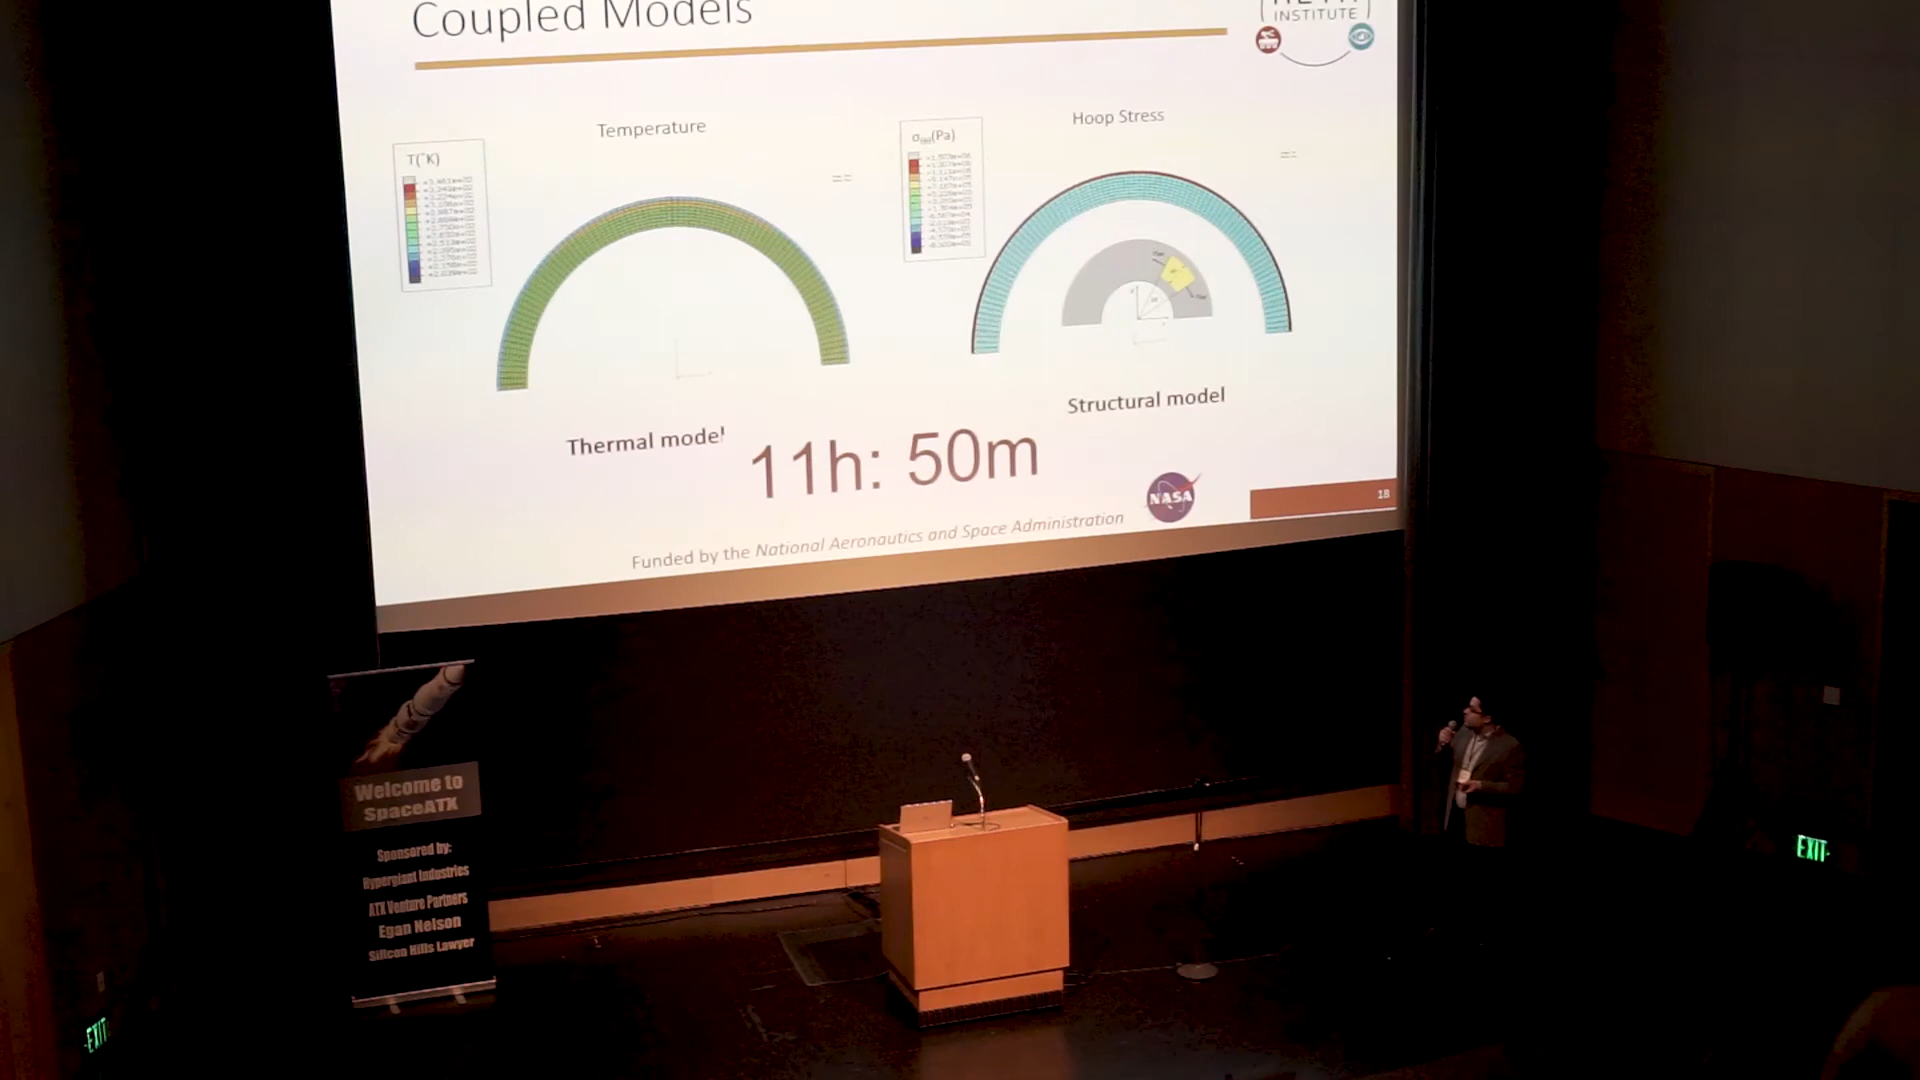 Coupled Models
INSTITUTE
Temperature
Hoop Stress
T(°K)
σθθ(Pa)
Thermal model
Structural model
11h: 50m
NASA
18
Funded by the National Aeronautics and Space Administration
Welcome to
SpaceATX
Sponsored by:
Hypergiant Industries
ATX Venture Partners
Egan Nelson
Silicon Hills Lawyer
EXIT
EXIT